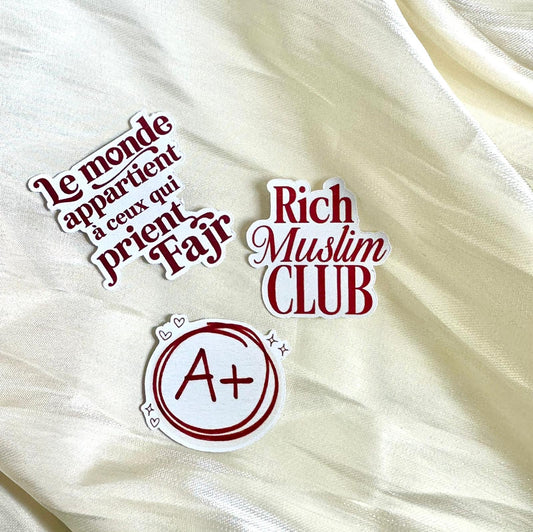 Le monde
appartient
à ceux qui
prient
Fajr
Rich
Muslim
CLUB
A+